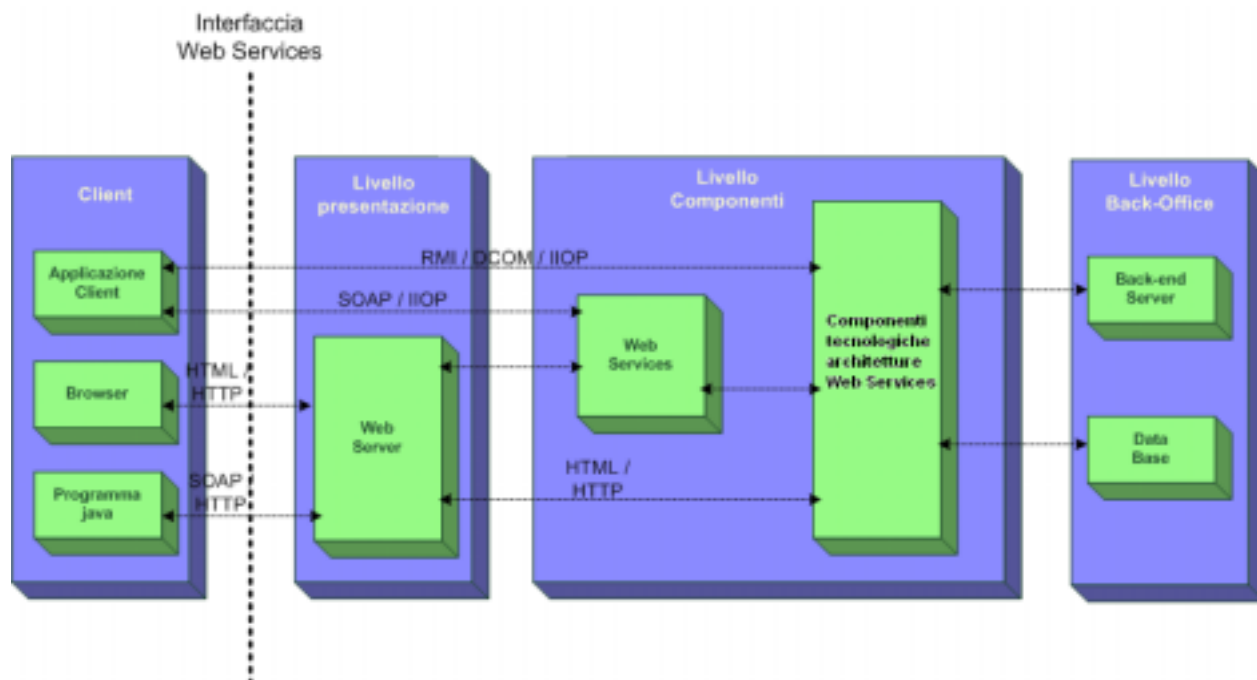 Interfaccia
Web Services
Client
Applicazione
Client
Browser
Programma
java
HTML /
HTTP
SOAP /
HTTP
Livello
presentazione
Web
Server
RMI / DCOM / IIOP
SOAP / IIOP
Livello
Componenti
Web
Services
HTML /
HTTP
Componenti
tecnologiche
architetture
Web Services
Livello
Back-Office
Back-end
Server
Data
Base